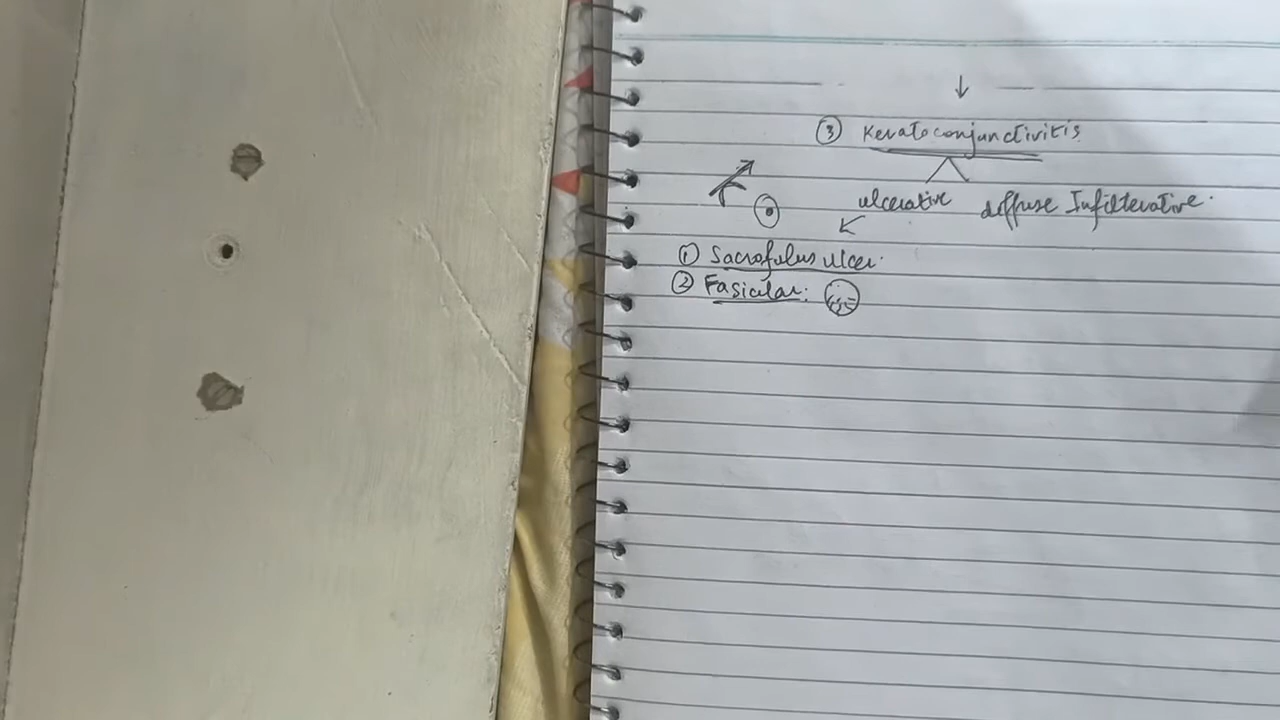 ↓
③ Keratoconjunctivitis
ulcerative diffuse Infilterative.
① Sacrofulus ulcer.
② Fasicular: